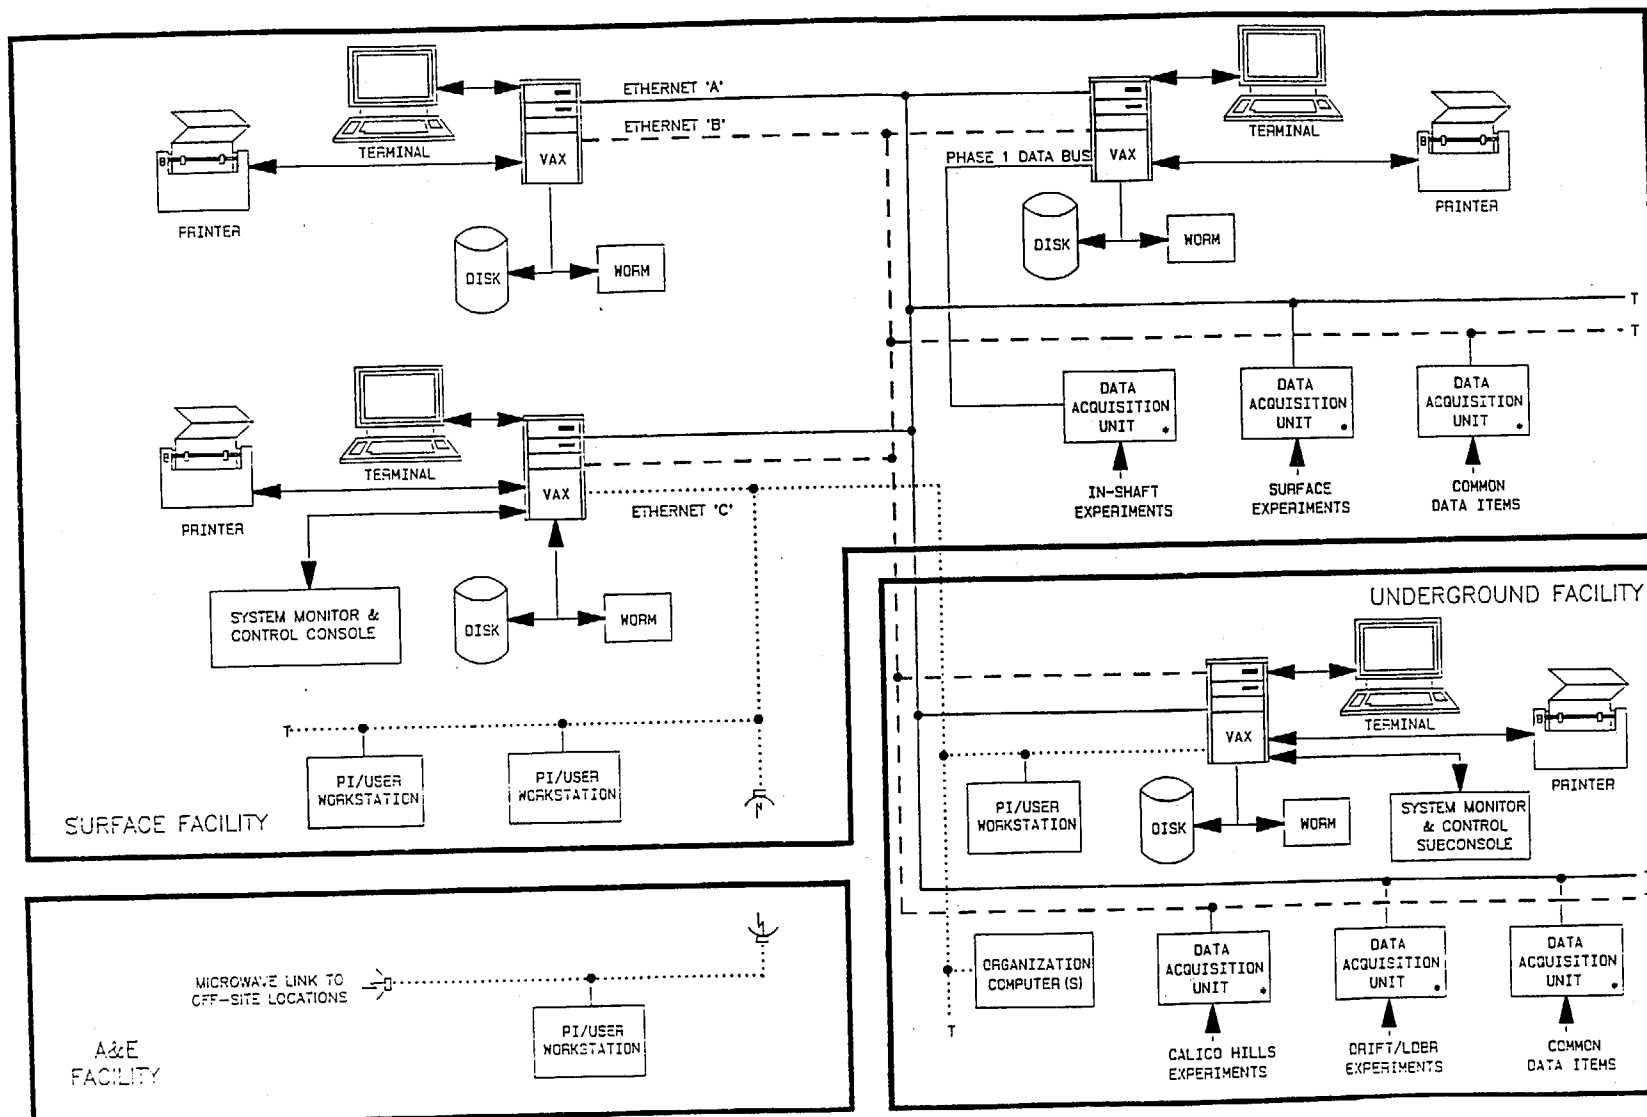 ETHERNET 'A'
ETHERNET 'B'
TERMINAL
VAX
PRINTER
DISK
WORM
PHASE 1 DATA BUS
VAX
TERMINAL
PRINTER
DISK
WORM
T
T
DATA
ACQUISITION
UNIT *
DATA
ACQUISITION
UNIT *
DATA
ACQUISITION
UNIT *
IN-SHAFT
EXPERIMENTS
SURFACE
EXPERIMENTS
COMMON
DATA ITEMS
TERMINAL
VAX
PRINTER
ETHERNET 'C'
SYSTEM MONITOR &
CONTROL CONSOLE
DISK
WORM
T
PI/USER
WORKSTATION
PI/USER
WORKSTATION
SURFACE FACILITY
UNDERGROUND FACILITY
TERMINAL
VAX
PRINTER
PI/USER
WORKSTATION
DISK
WORM
SYSTEM MONITOR
& CONTROL
SUBCONSOLE
ORGANIZATION
COMPUTER(S)
T
DATA
ACQUISITION
UNIT *
DATA
ACQUISITION
UNIT *
DATA
ACQUISITION
UNIT *
CALICO HILLS
EXPERIMENTS
DRIFT/LDBR
EXPERIMENTS
COMMON
DATA ITEMS
MICROWAVE LINK TO
OFF-SITE LOCATIONS
PI/USER
WORKSTATION
A&E
FACILITY